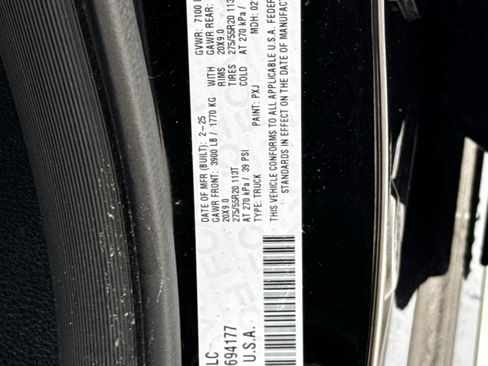 LC
694177
U.S.A.
DATE OF MFR (BUILT): 2-25
GVWR: 7100
GAWR FRONT: 3900 LB / 1770 KG WITH
GAWR REAR:
20X9.0 RIMS 20X9.0
275/55R20 113T TIRES 275/55R20 113
AT 270 kPa / 39 PSI COLD AT 270 kPa /
TYPE: TRUCK PAINT: PXJ MDH: 02
THIS VEHICLE CONFORMS TO ALL APPLICABLE U.S.A. FEDER
STANDARDS IN EFFECT ON THE DATE OF MANUFAC